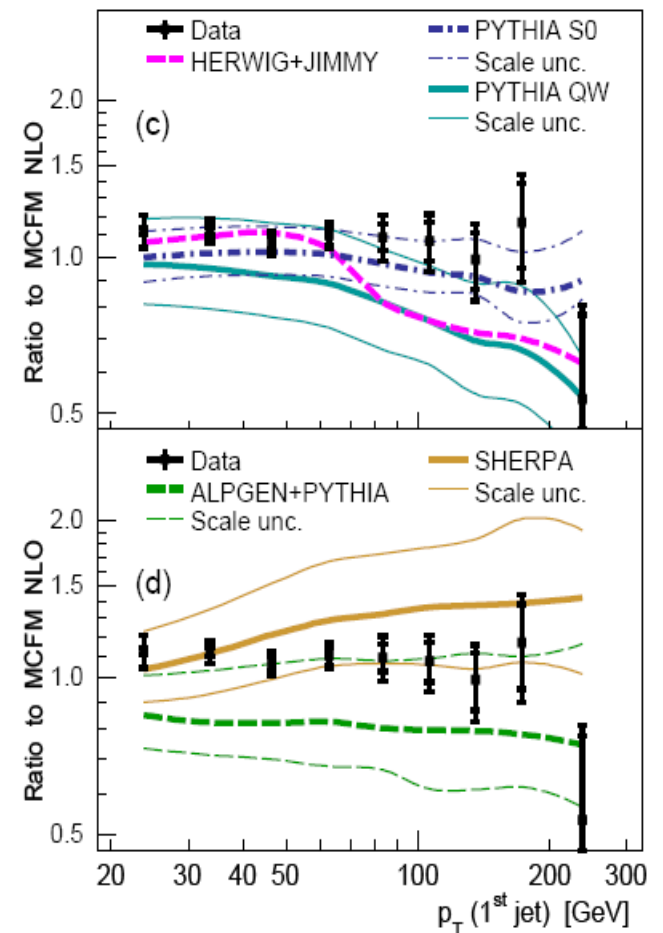 Data
PYTHIA S0
HERWIG+JIMMY
Scale unc.
PYTHIA QW
Scale unc.
(c)
2.0
1.5
1.0
0.5
Ratio to MCFM NLO
Data
SHERPA
ALPGEN+PYTHIA
Scale unc.
Scale unc.
(d)
2.0
1.5
1.0
0.5
Ratio to MCFM NLO
20 30 40 50 100 200 300
p_T (1^st jet) [GeV]